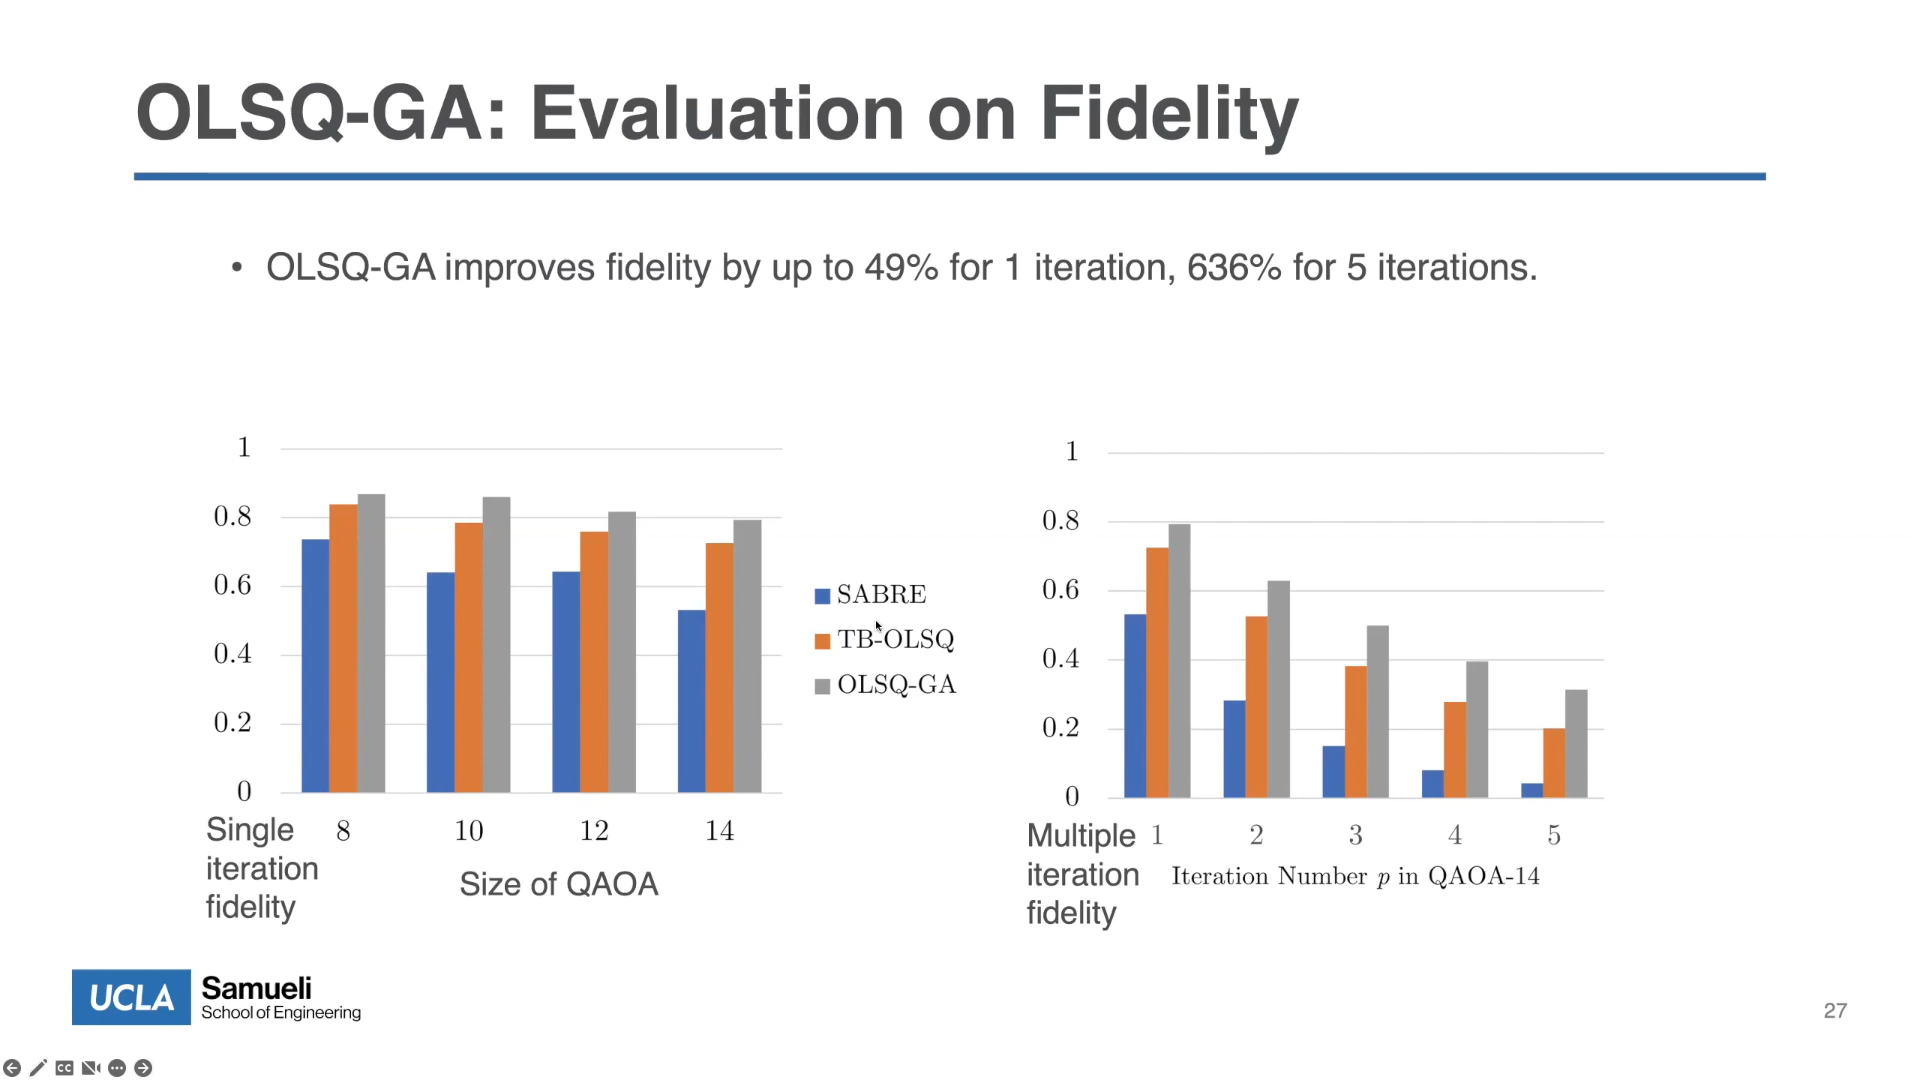 OLSQ-GA: Evaluation on Fidelity
• OLSQ-GA improves fidelity by up to 49% for 1 iteration, 636% for 5 iterations.
1
0.8
0.6
0.4
0.2
0
Single
iteration
fidelity
8 10 12 14
Size of QAOA
SABRE
TB-OLSQ
OLSQ-GA
1
0.8
0.6
0.4
0.2
0
Multiple
iteration
fidelity
1 2 3 4 5
Iteration Number p in QAOA-14
UCLA
Samueli
School of Engineering
27
CC